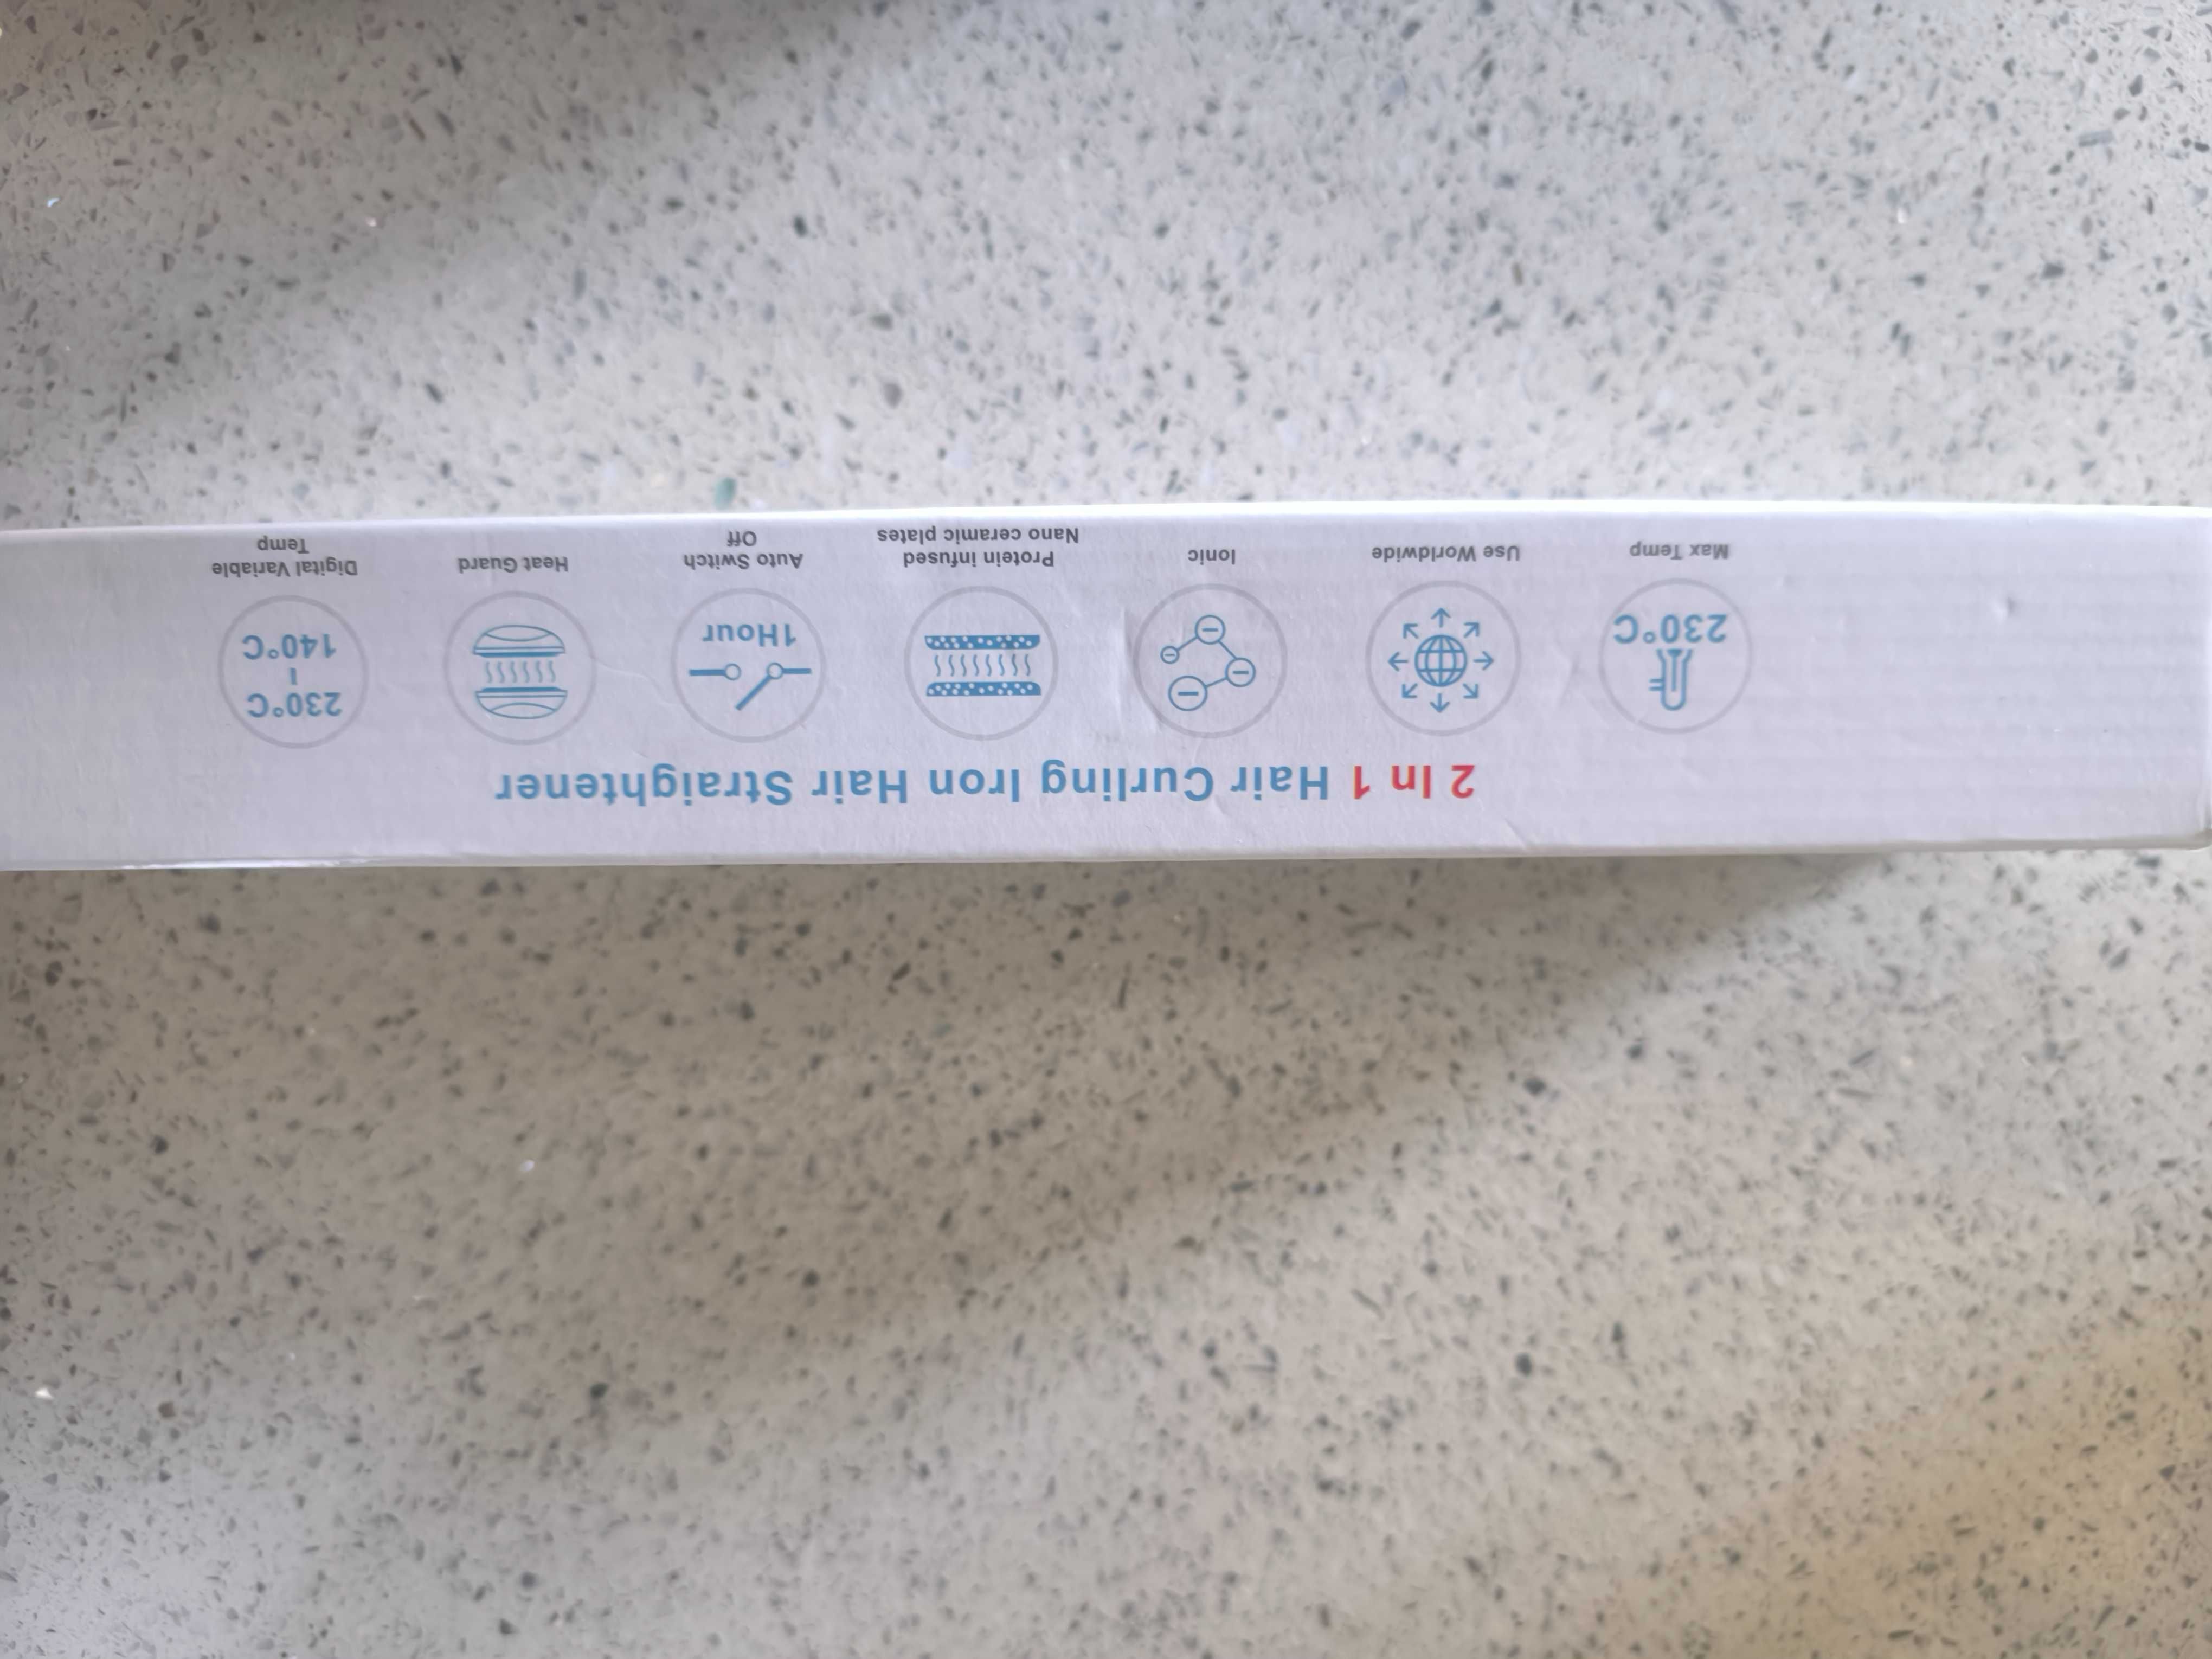 2 In 1 Hair Curling Iron Hair Straightener
230°C
Max Temp
Use Worldwide
Ionic
Protein infused
Nano ceramic plates
1Hour
Auto Switch
Off
Heat Guard
230°C
140°C
Digital Variable
Temp